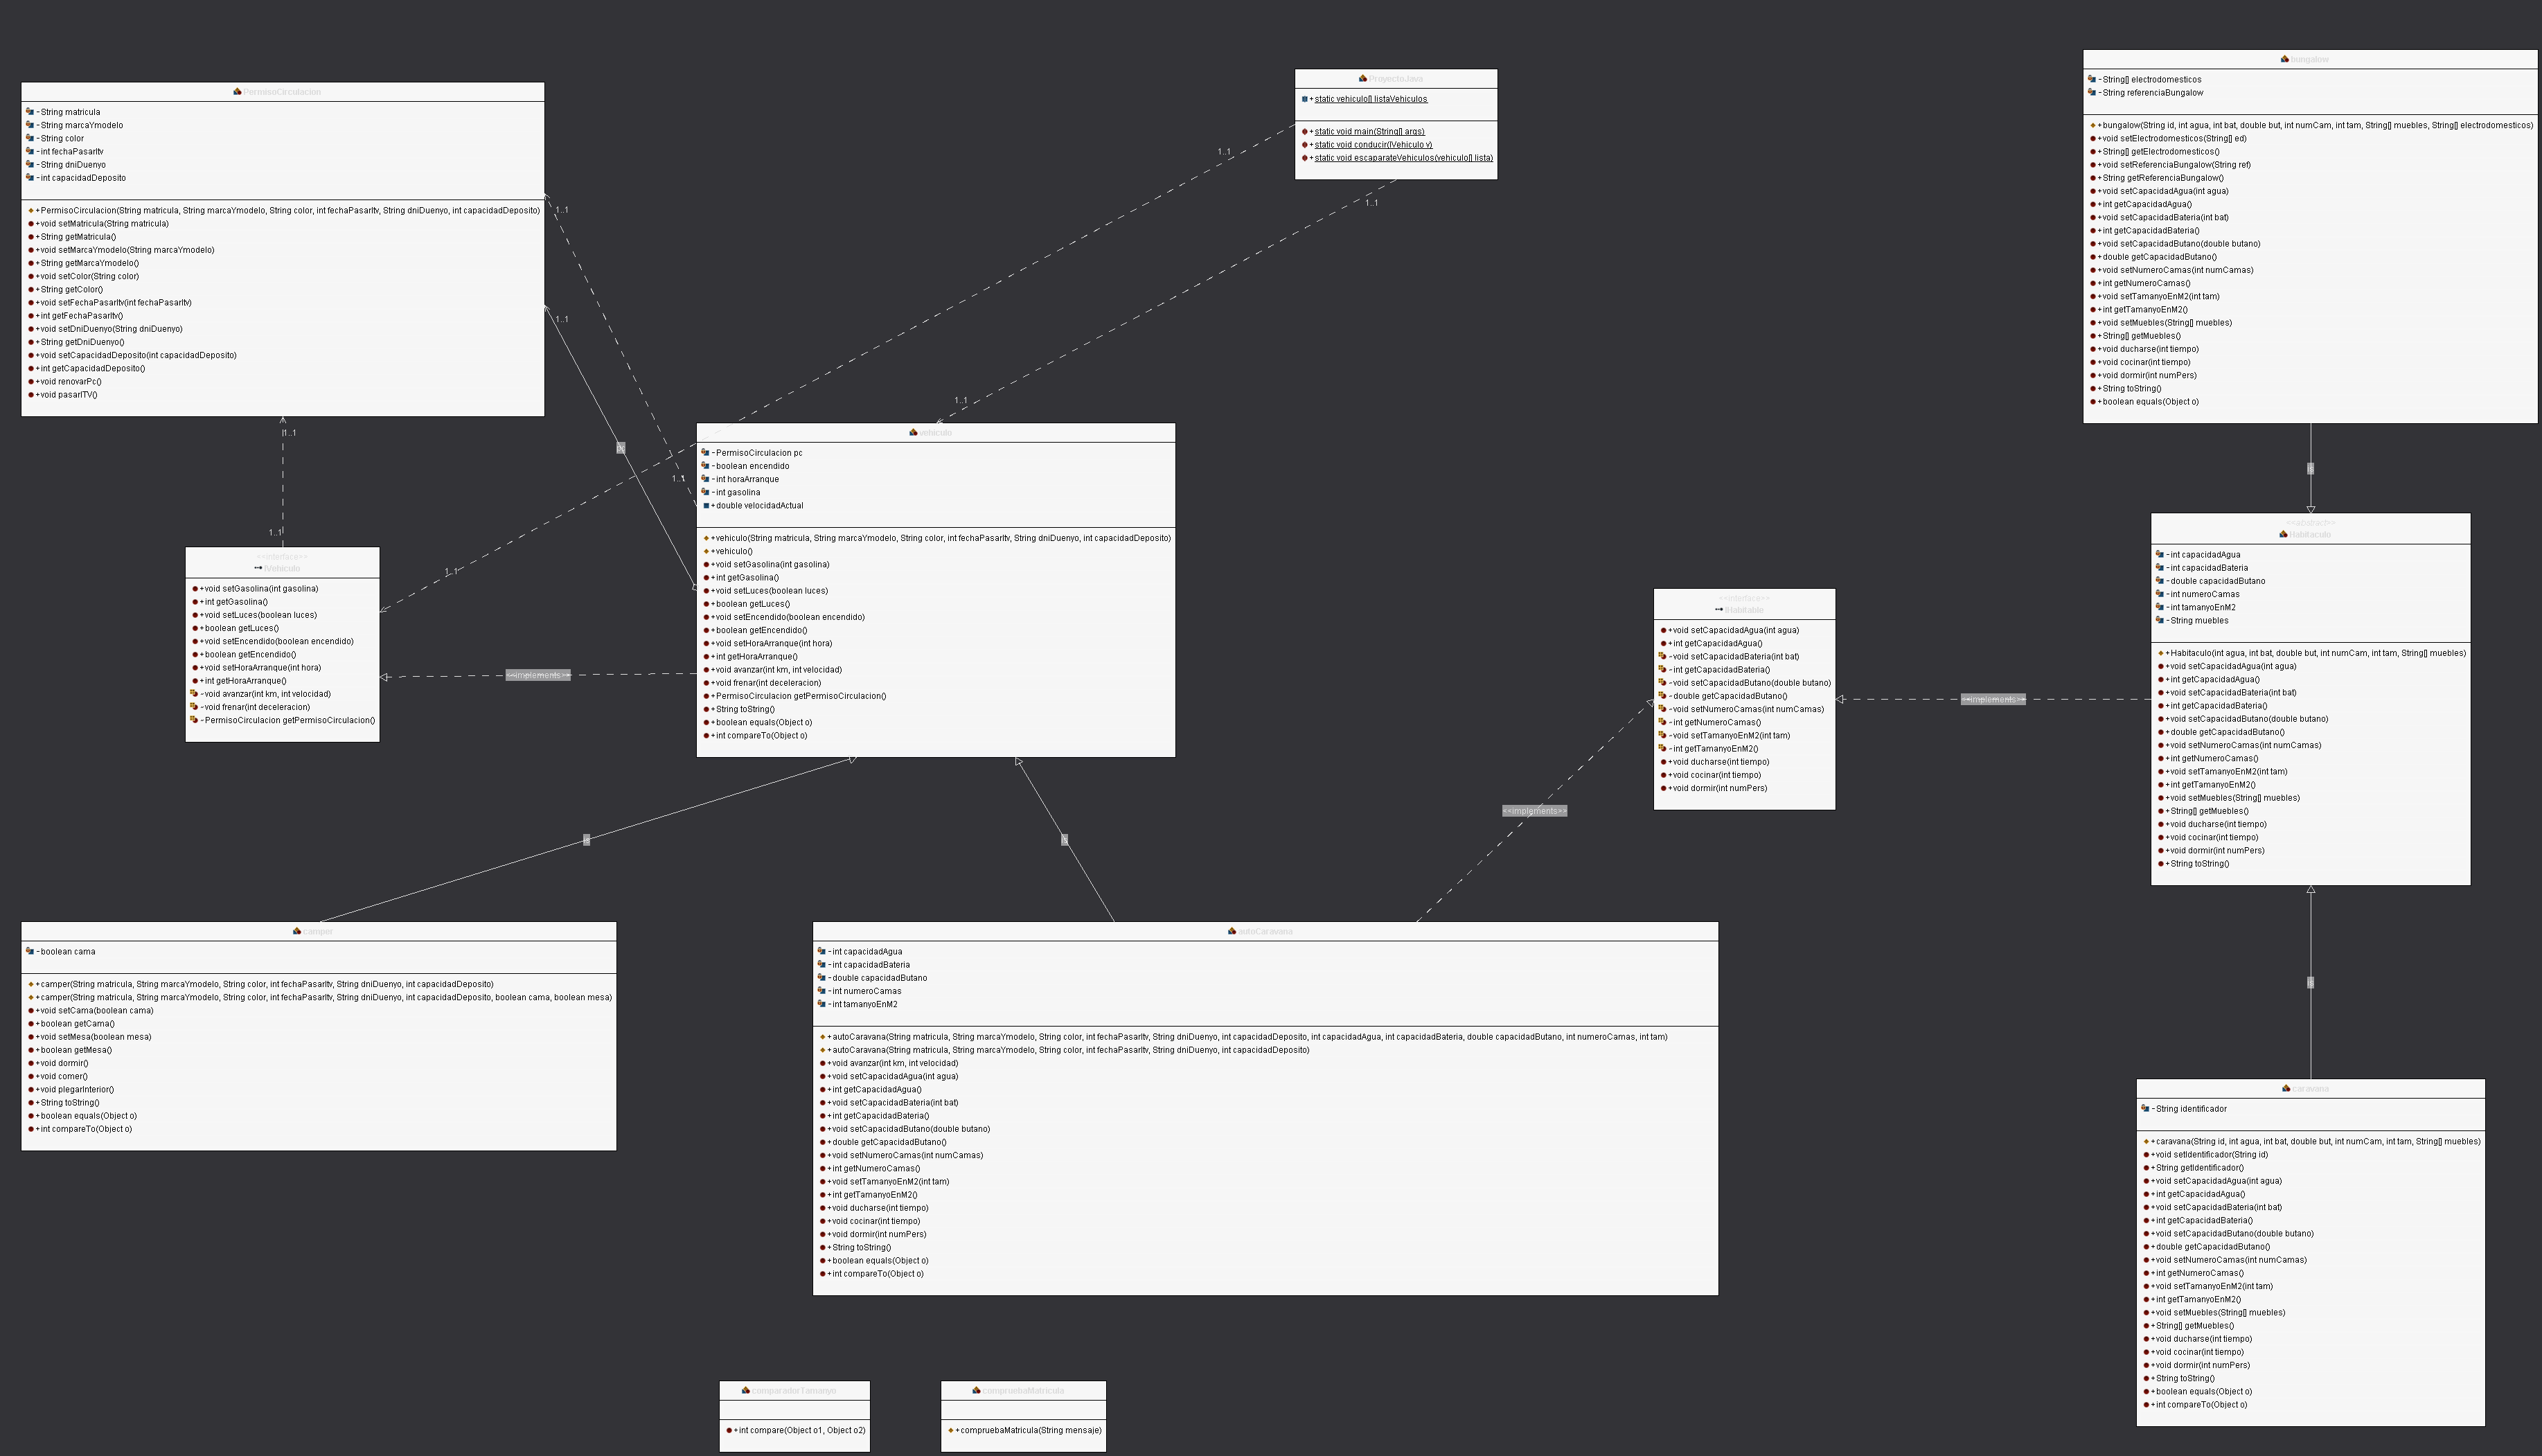 PermisoCirculacion
-String matricula
-String marcaYmodelo
-String color
-int fechaPasarItv
-String dniDuenyo
-int capacidadDeposito
+PermisoCirculacion(String matricula, String marcaYmodelo, String color, int fechaPasarItv, String dniDuenyo, int capacidadDeposito)
+void setMatricula(String matricula)
+String getMatricula()
+void setMarcaYmodelo(String marcaYmodelo)
+String getMarcaYmodelo()
+void setColor(String color)
+String getColor()
+void setFechaPasarItv(int fechaPasarItv)
+int getFechaPasarItv()
+void setDniDuenyo(String dniDuenyo)
+String getDniDuenyo()
+void setCapacidadDeposito(int capacidadDeposito)
+int getCapacidadDeposito()
+void renovarPc()
+void pasarITV()
ProyectoJava
+static vehiculo[] listaVehiculos
+static void main(String[] args)
+static void conducir(IVehiculo v)
+static void escaparateVehiculos(vehiculo[] lista)
bungalow
-String[] electrodomesticos
-String referenciaBungalow
+bungalow(String id, int agua, int bat, double but, int numCam, int tam, String[] muebles, String[] electrodomesticos)
+void setElectrodomesticos(String[] ed)
+String[] getElectrodomesticos()
+void setReferenciaBungalow(String ref)
+String getReferenciaBungalow()
+void setCapacidadAgua(int agua)
+int getCapacidadAgua()
+void setCapacidadBateria(int bat)
+int getCapacidadBateria()
+void setCapacidadButano(double butano)
+double getCapacidadButano()
+void setNumeroCamas(int numCamas)
+int getNumeroCamas()
+void setTamanyoEnM2(int tam)
+int getTamanyoEnM2()
+void setMuebles(String[] muebles)
+String[] getMuebles()
+void ducharse(int tiempo)
+void cocinar(int tiempo)
+void dormir(int numPers)
+String toString()
+boolean equals(Object o)
1..1
1..1
1..1
1..1
1..1
1..1
1..1
1..1
1..1
vehiculo
-PermisoCirculacion pc
-boolean encendido
-int horaArranque
-int gasolina
+double velocidadActual
+vehiculo(String matricula, String marcaYmodelo, String color, int fechaPasarItv, String dniDuenyo, int capacidadDeposito)
+vehiculo()
+void setGasolina(int gasolina)
+int getGasolina()
+void setLuces(boolean luces)
+boolean getLuces()
+void setEncendido(boolean encendido)
+boolean getEncendido()
+void setHoraArranque(int hora)
+int getHoraArranque()
+void avanzar(int km, int velocidad)
+void frenar(int deceleracion)
+PermisoCirculacion getPermisoCirculacion()
+String toString()
+boolean equals(Object o)
+int compareTo(Object o)
<<interface>>
IVehiculo
+void setGasolina(int gasolina)
+int getGasolina()
+void setLuces(boolean luces)
+boolean getLuces()
+void setEncendido(boolean encendido)
+boolean getEncendido()
+void setHoraArranque(int hora)
+int getHoraArranque()
-void avanzar(int km, int velocidad)
-void frenar(int deceleracion)
-PermisoCirculacion getPermisoCirculacion()
<<implements>>
<<interface>>
IHabitable
+void setCapacidadAgua(int agua)
+int getCapacidadAgua()
-void setCapacidadBateria(int bat)
-int getCapacidadBateria()
-void setCapacidadButano(double butano)
-double getCapacidadButano()
-void setNumeroCamas(int numCamas)
-int getNumeroCamas()
-void setTamanyoEnM2(int tam)
-int getTamanyoEnM2()
+void ducharse(int tiempo)
+void cocinar(int tiempo)
+void dormir(int numPers)
<<implements>>
<<implements>>
<<abstract>>
Habitaculo
-int capacidadAgua
-int capacidadBateria
-double capacidadButano
-int numeroCamas
-int tamanyoEnM2
-String muebles
+Habitaculo(int agua, int bat, double but, int numCam, int tam, String[] muebles)
+void setCapacidadAgua(int agua)
+int getCapacidadAgua()
+void setCapacidadBateria(int bat)
+int getCapacidadBateria()
+void setCapacidadButano(double butano)
+double getCapacidadButano()
+void setNumeroCamas(int numCamas)
+int getNumeroCamas()
+void setTamanyoEnM2(int tam)
+int getTamanyoEnM2()
+void setMuebles(String[] muebles)
+String[] getMuebles()
+void ducharse(int tiempo)
+void cocinar(int tiempo)
+void dormir(int numPers)
+String toString()
camper
-boolean cama
+camper(String matricula, String marcaYmodelo, String color, int fechaPasarItv, String dniDuenyo, int capacidadDeposito)
+camper(String matricula, String marcaYmodelo, String color, int fechaPasarItv, String dniDuenyo, int capacidadDeposito, boolean cama, boolean mesa)
+void setCama(boolean cama)
+boolean getCama()
+void setMesa(boolean mesa)
+boolean getMesa()
+void dormir()
+void comer()
+void plegarInterior()
+String toString()
+boolean equals(Object o)
+int compareTo(Object o)
autoCaravana
-int capacidadAgua
-int capacidadBateria
-double capacidadButano
-int numeroCamas
-int tamanyoEnM2
+autoCaravana(String matricula, String marcaYmodelo, String color, int fechaPasarItv, String dniDuenyo, int capacidadDeposito, int capacidadAgua, int capacidadBateria, double capacidadButano, int numeroCamas, int tam)
+autoCaravana(String matricula, String marcaYmodelo, String color, int fechaPasarItv, String dniDuenyo, int capacidadDeposito)
+void avanzar(int km, int velocidad)
+void setCapacidadAgua(int agua)
+int getCapacidadAgua()
+void setCapacidadBateria(int bat)
+int getCapacidadBateria()
+void setCapacidadButano(double butano)
+double getCapacidadButano()
+void setNumeroCamas(int numCamas)
+int getNumeroCamas()
+void setTamanyoEnM2(int tam)
+int getTamanyoEnM2()
+void ducharse(int tiempo)
+void cocinar(int tiempo)
+void dormir(int numPers)
+String toString()
+boolean equals(Object o)
+int compareTo(Object o)
caravana
-String identificador
+caravana(String id, int agua, int bat, double but, int numCam, int tam, String[] muebles)
+void setIdentificador(String id)
+String getIdentificador()
+void setCapacidadAgua(int agua)
+int getCapacidadAgua()
+void setCapacidadBateria(int bat)
+int getCapacidadBateria()
+void setCapacidadButano(double butano)
+double getCapacidadButano()
+void setNumeroCamas(int numCamas)
+int getNumeroCamas()
+void setTamanyoEnM2(int tam)
+int getTamanyoEnM2()
+void setMuebles(String[] muebles)
+String[] getMuebles()
+void ducharse(int tiempo)
+void cocinar(int tiempo)
+void dormir(int numPers)
+String toString()
+boolean equals(Object o)
+int compareTo(Object o)
comparadorTamanyo
+int compare(Object o1, Object o2)
compruebaMatricula
+compruebaMatricula(String mensaje)